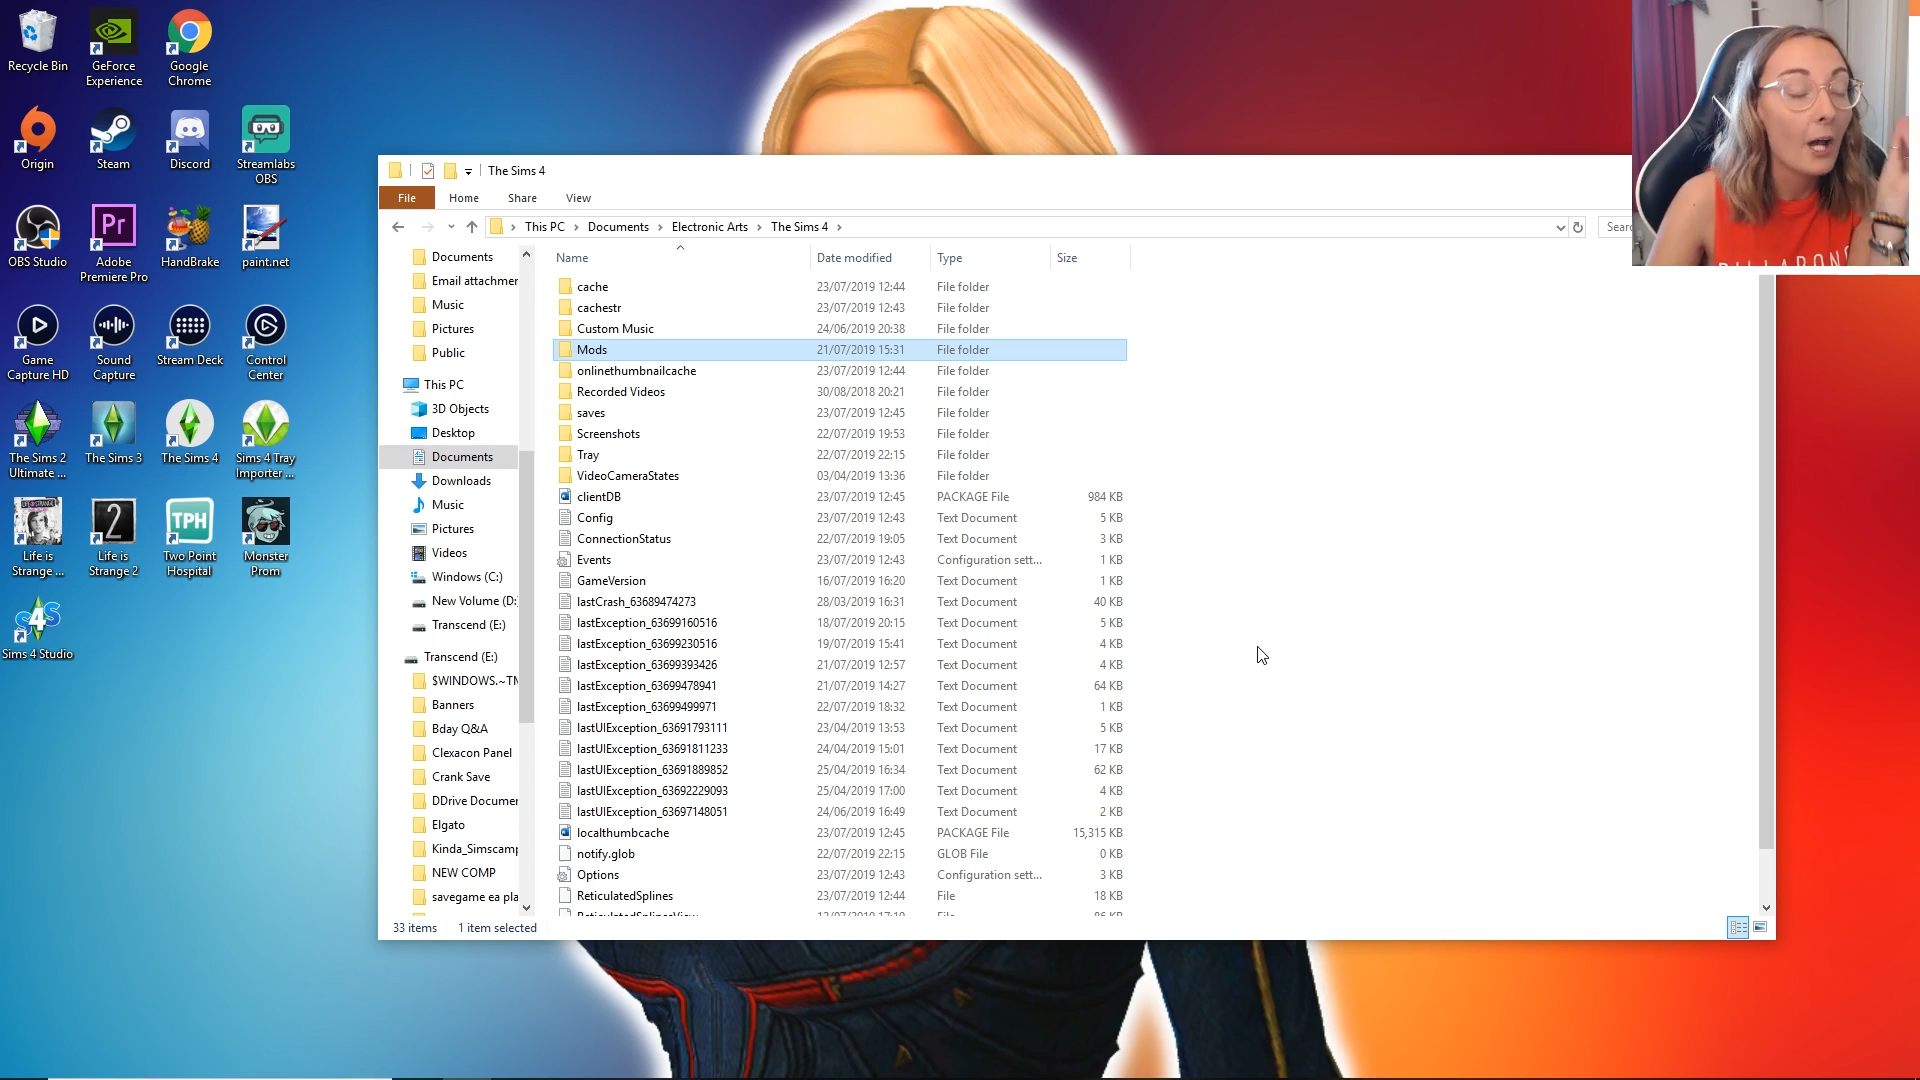 Recycle Bin
GeForce Experience
Google Chrome
Origin
Steam
Discord
Streamlabs OBS
OBS Studio
Adobe Premiere Pro
HandBrake
paint.net
Game Capture HD
Sound Capture
Stream Deck
Control Center
The Sims 2 Ultimate ...
The Sims 3
The Sims 4
Sims 4 Tray Importer ...
Life is Strange ...
Life is Strange 2
Two Point Hospital
Monster Prom
Sims 4 Studio
Pr
2
TPH
S4S
The Sims 4
File Home Share View
This PC > Documents > Electronic Arts > The Sims 4 >
Sear
Documents
Email attachmer
Music
Pictures
Public
This PC
3D Objects
Desktop
Documents
Downloads
Music
Pictures
Videos
Windows (C:)
New Volume (D:
Transcend (E:)
Transcend (E:)
$WINDOWS.~TM
Banners
Bday Q&A
Clexacon Panel
Crank Save
DDrive Documer
Elgato
Kinda_Simscamp
NEW COMP
savegame ea pla
Name Date modified Type Size
cache 23/07/2019 12:44 File folder
cachestr 23/07/2019 12:43 File folder
Custom Music 24/06/2019 20:38 File folder
Mods 21/07/2019 15:31 File folder
onlinethumbnailcache 23/07/2019 12:44 File folder
Recorded Videos 30/08/2018 20:21 File folder
saves 23/07/2019 12:45 File folder
Screenshots 22/07/2019 19:53 File folder
Tray 22/07/2019 22:15 File folder
VideoCameraStates 03/04/2019 13:36 File folder
clientDB 23/07/2019 12:45 PACKAGE File 984 KB
Config 23/07/2019 12:43 Text Document 5 KB
ConnectionStatus 22/07/2019 19:05 Text Document 3 KB
Events 23/07/2019 12:43 Configuration sett... 1 KB
GameVersion 16/07/2019 16:20 Text Document 1 KB
lastCrash_63689474273 28/03/2019 16:31 Text Document 40 KB
lastException_63699160516 18/07/2019 20:15 Text Document 5 KB
lastException_63699230516 19/07/2019 15:41 Text Document 4 KB
lastException_63699393426 21/07/2019 12:57 Text Document 4 KB
lastException_63699478941 21/07/2019 14:27 Text Document 64 KB
lastException_63699499971 22/07/2019 18:32 Text Document 1 KB
lastUIException_63691793111 23/04/2019 13:53 Text Document 5 KB
lastUIException_63691811233 24/04/2019 15:01 Text Document 17 KB
lastUIException_63691889852 25/04/2019 16:34 Text Document 62 KB
lastUIException_63692229093 25/04/2019 17:00 Text Document 4 KB
lastUIException_63697148051 24/06/2019 16:49 Text Document 2 KB
localthumbcache 23/07/2019 12:45 PACKAGE File 15,315 KB
notify.glob 22/07/2019 22:15 GLOB File 0 KB
Options 23/07/2019 12:43 Configuration sett... 3 KB
ReticulatedSplines 23/07/2019 12:44 File 18 KB
33 items 1 item selected